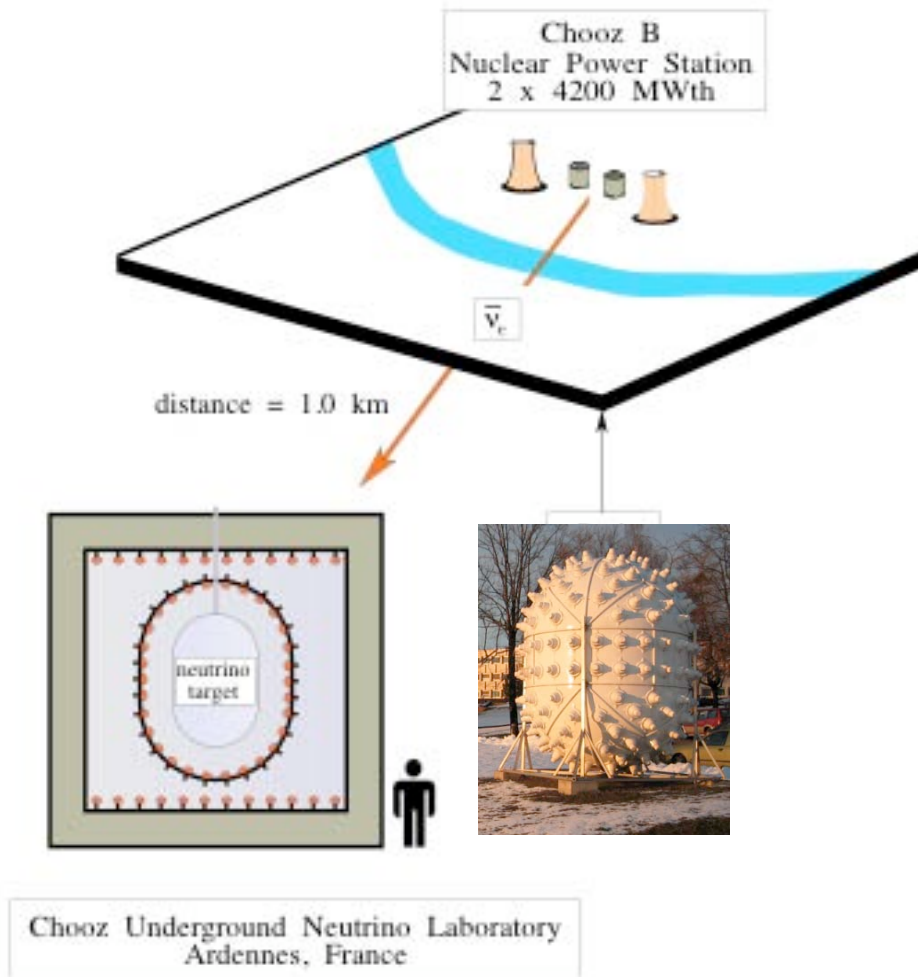 Chooz B
Nuclear Power Station
2 x 4200 MWth
ν̅e
distance = 1.0 km
neutrino
target
Chooz Underground Neutrino Laboratory
Ardennes, France